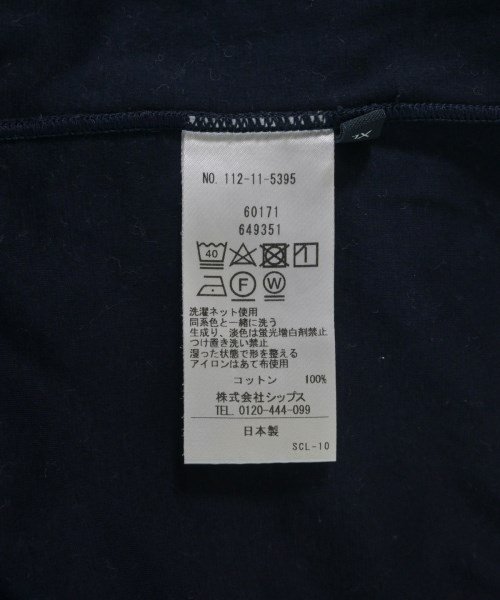 NO. 112-11-5395
60171
649351
40
F
W
洗濯ネット使用
同系色と一緒に洗う
生成り、淡色は蛍光増白剤禁止
つけ置き洗い禁止
湿った状態で形を整える
アイロンはあて布使用
コットン 100%
株式会社シップス
TEL. 0120-444-099
日本製
SCL-10